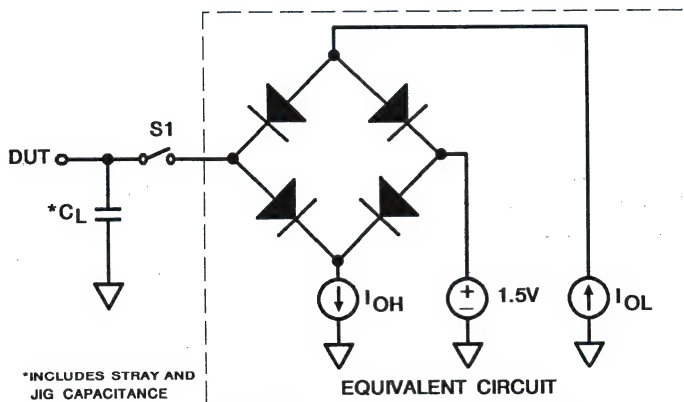 S1
DUT
*CL
IOH
+
−
1.5V
IOL
*INCLUDES STRAY AND
JIG CAPACITANCE
EQUIVALENT CIRCUIT